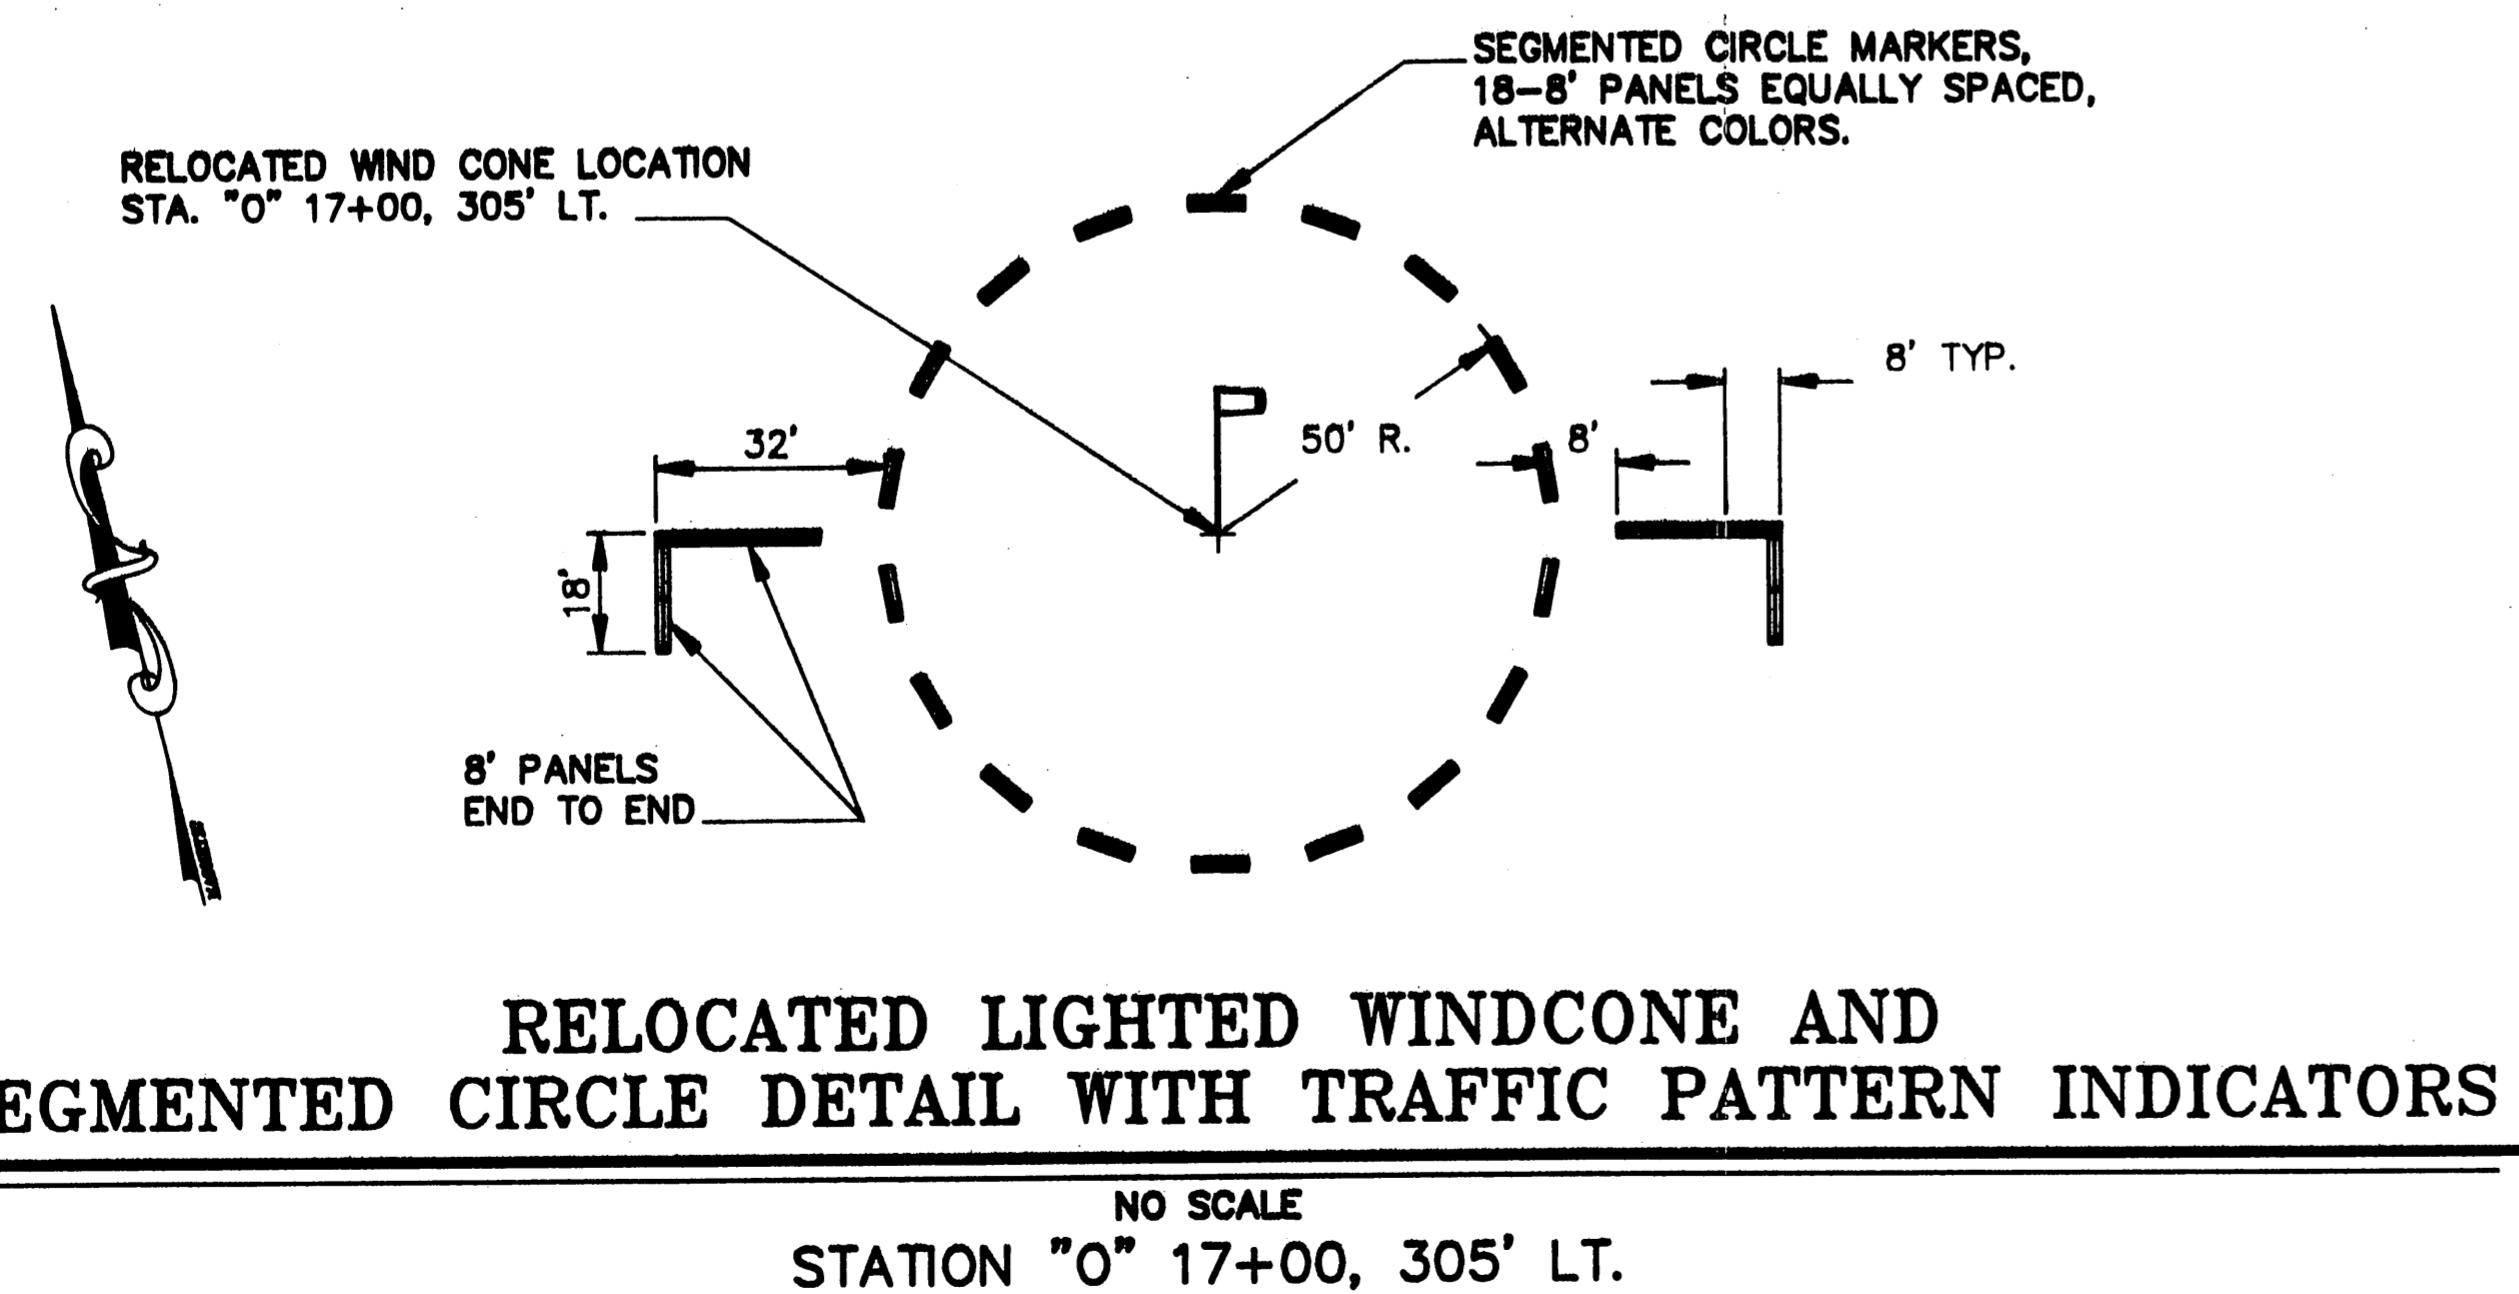 SEGMENTED CIRCLE MARKERS,
18-8' PANELS EQUALLY SPACED,
ALTERNATE COLORS.
RELOCATED WIND CONE LOCATION
STA. "O" 17+00, 305' LT.
8' TYP.
32'
50' R.
8'
18'
8' PANELS
END TO END
RELOCATED LIGHTED WINDCONE AND
EGMENTED CIRCLE DETAIL WITH TRAFFIC PATTERN INDICATORS
NO SCALE
STATION "O" 17+00, 305' LT.